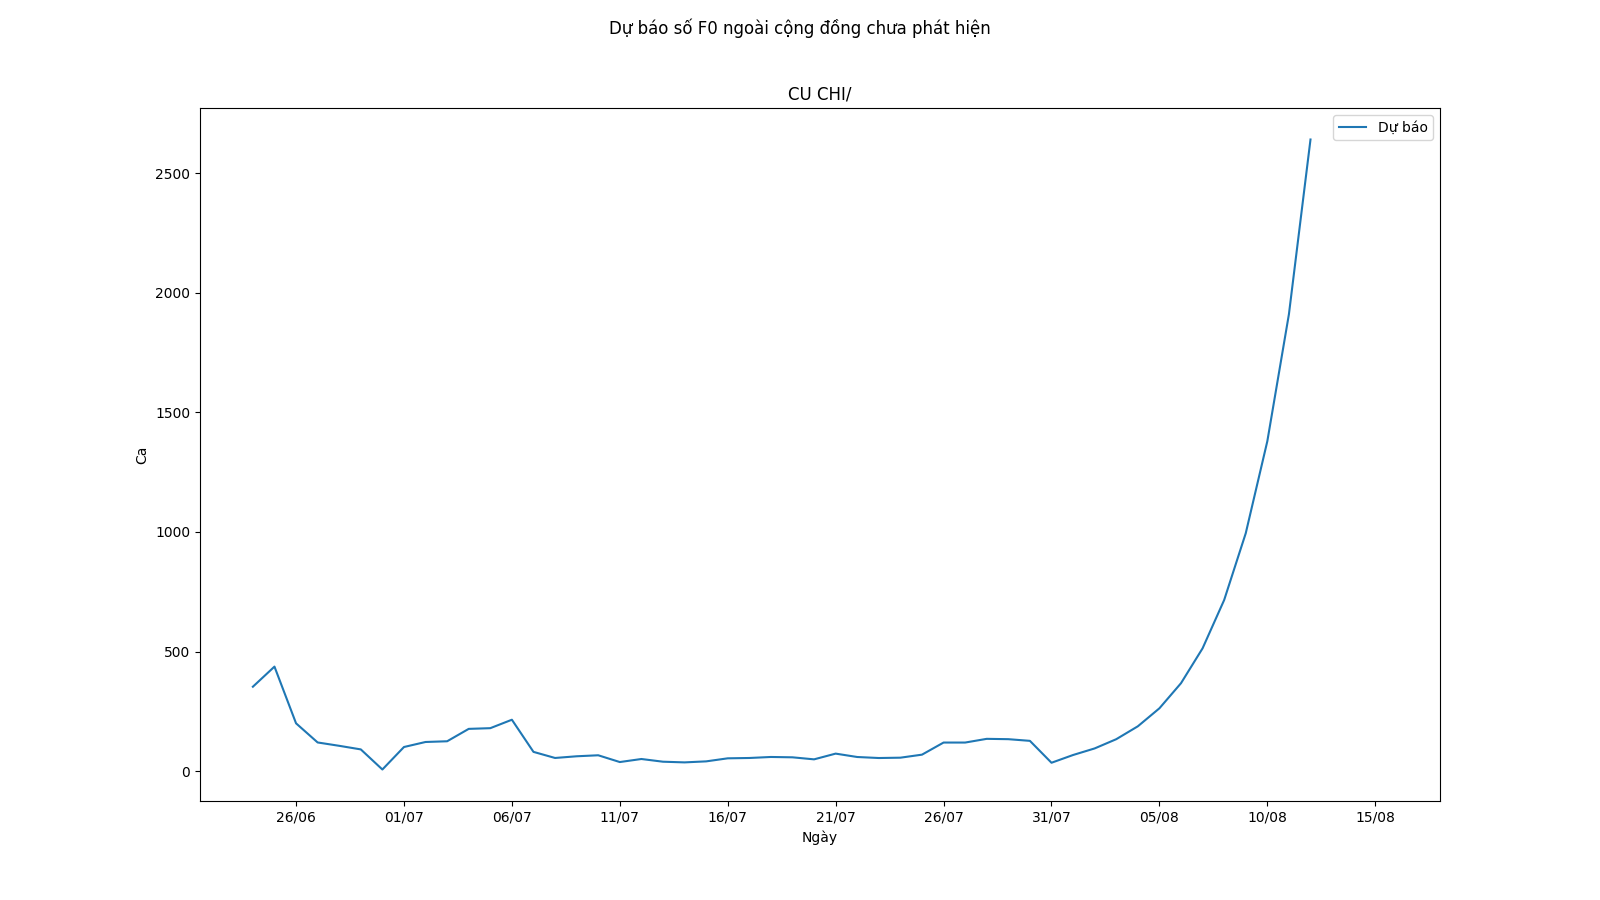 Dự báo số F0 ngoài cộng đồng chưa phát hiện
CU CHI/
Dự báo
2500
2000
1500
1000
500
0
Ca
26/06 01/07 06/07 11/07 16/07 21/07 26/07 31/07 05/08 10/08 15/08
Ngày